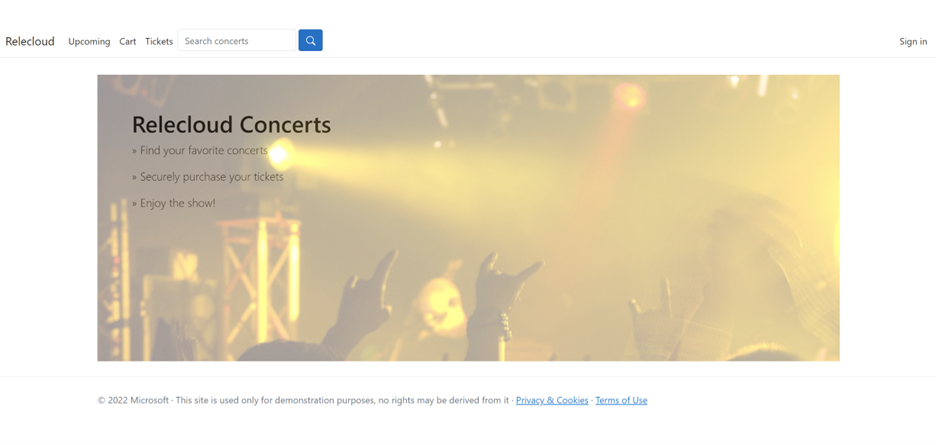 Relecloud Upcoming Cart Tickets Search concerts Sign in
Relecloud Concerts
» Find your favorite concerts
» Securely purchase your tickets
» Enjoy the show!
© 2022 Microsoft · This site is used only for demonstration purposes, no rights may be derived from it · Privacy & Cookies · Terms of Use